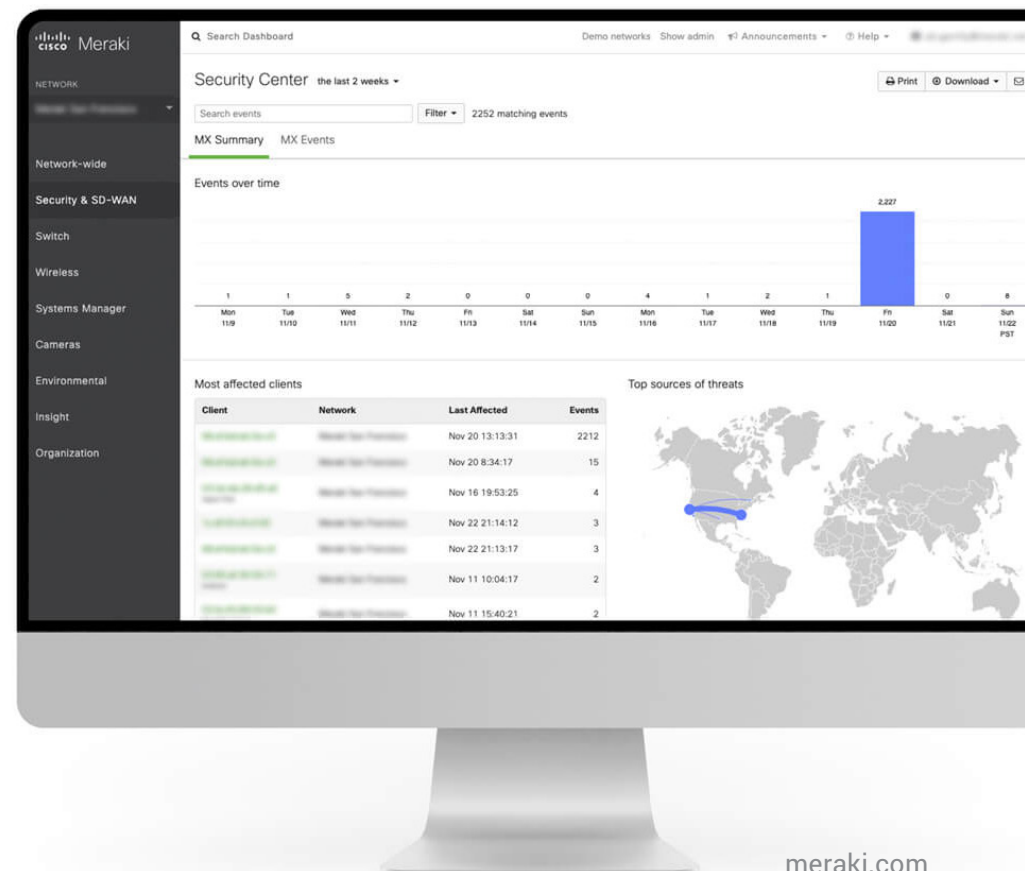 cisco Meraki
Search Dashboard
Demo networks Show admin Announcements Help
NETWORK
Security Center the last 2 weeks
Print Download
Search events Filter 2252 matching events
MX Summary MX Events
Network-wide
Security & SD-WAN
Switch
Wireless
Systems Manager
Cameras
Environmental
Insight
Organization
Events over time
2,227
1 1 5 2 0 0 0 4 1 2 1 0 8
Mon Tue Wed Thu Fri Sat Sun Mon Tue Wed Thu Fri Sat Sun
11/9 11/10 11/11 11/12 11/13 11/14 11/15 11/16 11/17 11/18 11/19 11/20 11/21 11/22
PST
Most affected clients
Client Network Last Affected Events
Nov 20 13:13:31 2212
Nov 20 8:34:17 15
Nov 16 19:53:25 4
Nov 22 21:14:12 3
Nov 22 21:13:17 3
Nov 11 10:04:17 2
Nov 11 15:40:21 2
Top sources of threats
meraki.com